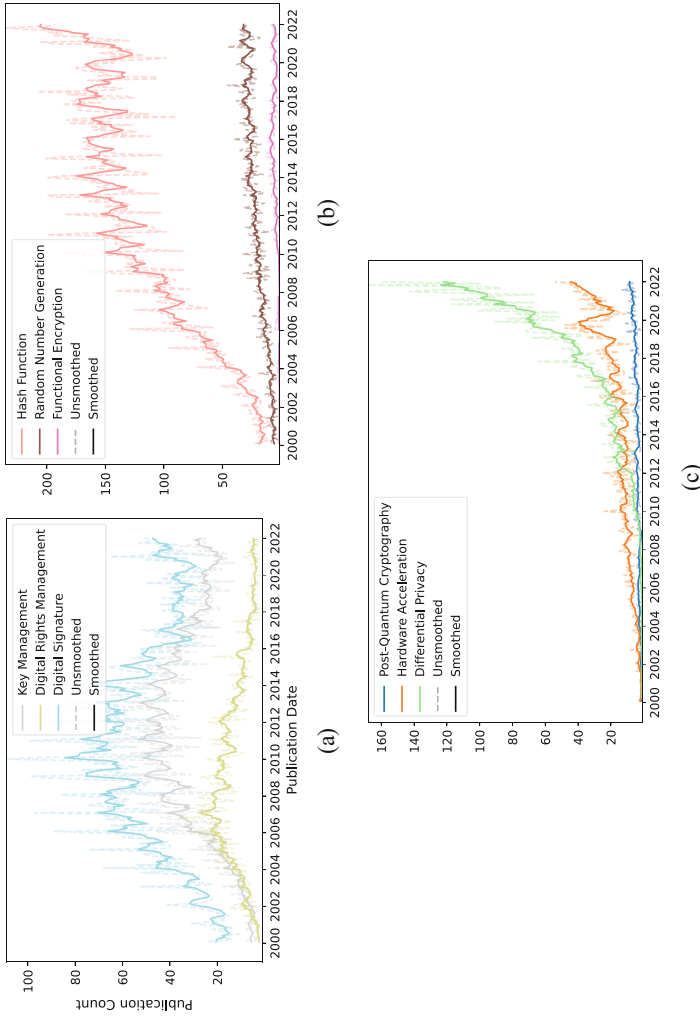 Key Management
Digital Rights Management
Digital Signature
Unsmoothed
Smoothed
100
80
60
40
20
Publication Count
2000 2002 2004 2006 2008 2010 2012 2014 2016 2018 2020 2022
Publication Date
(a)
Hash Function
Random Number Generation
Functional Encryption
Unsmoothed
Smoothed
200
150
100
50
2000 2002 2004 2006 2008 2010 2012 2014 2016 2018 2020 2022
(b)
Post-Quantum Cryptography
Hardware Acceleration
Differential Privacy
Unsmoothed
Smoothed
160
140
120
100
80
60
40
20
2000 2002 2004 2006 2008 2010 2012 2014 2016 2018 2020 2022
(c)